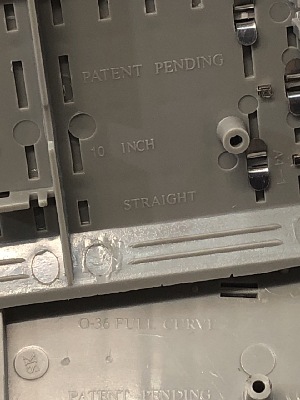 PATENT PENDING
10 INCH
STRAIGHT
O-36 FULL CURVE
PATENT PENDING